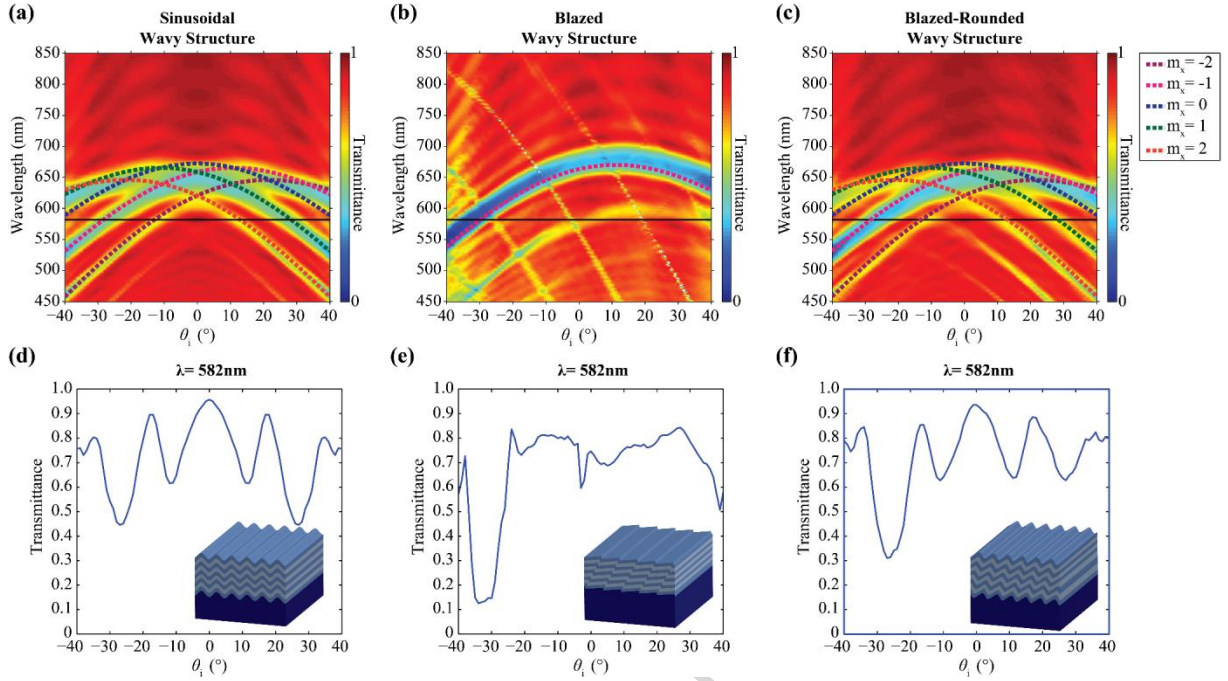 (a)
Sinusoidal
Wavy Structure
(b)
Blazed
Wavy Structure
(c)
Blazed-Rounded
Wavy Structure
850
800
750
700
650
600
550
500
450
Wavelength (nm)
−40 −30 −20 −10 0 10 20 30 40
θi (°)
1
0
Transmittance
850
800
750
700
650
600
550
500
450
Wavelength (nm)
−40 −30 −20 −10 0 10 20 30 40
θi (°)
1
0
Transmittance
850
800
750
700
650
600
550
500
450
Wavelength (nm)
−40 −30 −20 −10 0 10 20 30 40
θi (°)
1
0
Transmittance
mx= -2
mx= -1
mx= 0
mx= 1
mx= 2
(d)
λ= 582nm
1.0
0.9
0.8
0.7
0.6
0.5
0.4
0.3
0.2
0.1
0
Transmittance
−40 −30 −20 −10 0 10 20 30 40
θi (°)
(e)
λ= 582nm
1.0
0.9
0.8
0.7
0.6
0.5
0.4
0.3
0.2
0.1
0
Transmittance
−40 −30 −20 −10 0 10 20 30 40
θi (°)
(f)
λ= 582nm
1.0
0.9
0.8
0.7
0.6
0.5
0.4
0.3
0.2
0.1
0
Transmittance
−40 −30 −20 −10 0 10 20 30 40
θi (°)